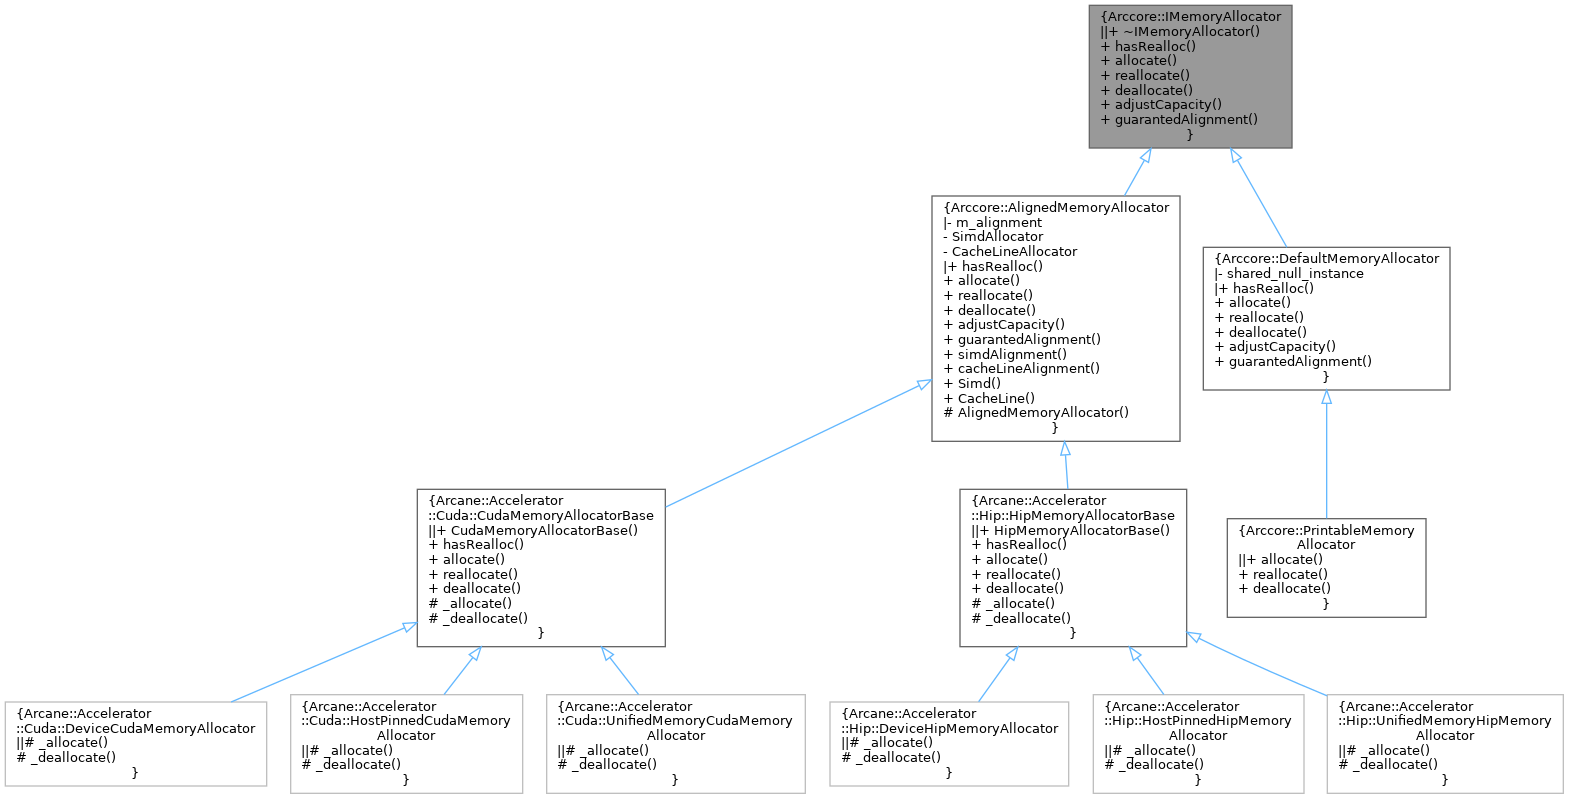 {Arccore::IMemoryAllocator
||+ ~IMemoryAllocator()
+ hasRealloc()
+ allocate()
+ reallocate()
+ deallocate()
+ adjustCapacity()
+ guarantedAlignment()
}
{Arccore::AlignedMemoryAllocator
|- m_alignment
- SimdAllocator
- CacheLineAllocator
|+ hasRealloc()
+ allocate()
+ reallocate()
+ deallocate()
+ adjustCapacity()
+ guarantedAlignment()
+ simdAlignment()
+ cacheLineAlignment()
+ Simd()
+ CacheLine()
# AlignedMemoryAllocator()
}
{Arccore::DefaultMemoryAllocator
|- shared_null_instance
|+ hasRealloc()
+ allocate()
+ reallocate()
+ deallocate()
+ adjustCapacity()
+ guarantedAlignment()
}
{Arcane::Accelerator
::Cuda::CudaMemoryAllocatorBase
||+ CudaMemoryAllocatorBase()
+ hasRealloc()
+ allocate()
+ reallocate()
+ deallocate()
# _allocate()
# _deallocate()
}
{Arcane::Accelerator
::Hip::HipMemoryAllocatorBase
||+ HipMemoryAllocatorBase()
+ hasRealloc()
+ allocate()
+ reallocate()
+ deallocate()
# _allocate()
# _deallocate()
}
{Arccore::PrintableMemory
Allocator
||+ allocate()
+ reallocate()
+ deallocate()
}
{Arcane::Accelerator
::Cuda::DeviceCudaMemoryAllocator
||# _allocate()
# _deallocate()
}
{Arcane::Accelerator
::Cuda::HostPinnedCudaMemory
Allocator
||# _allocate()
# _deallocate()
}
{Arcane::Accelerator
::Cuda::UnifiedMemoryCudaMemory
Allocator
||# _allocate()
# _deallocate()
}
{Arcane::Accelerator
::Hip::DeviceHipMemoryAllocator
||# _allocate()
# _deallocate()
}
{Arcane::Accelerator
::Hip::HostPinnedHipMemory
Allocator
||# _allocate()
# _deallocate()
}
{Arcane::Accelerator
::Hip::UnifiedMemoryHipMemory
Allocator
||# _allocate()
# _deallocate()
}